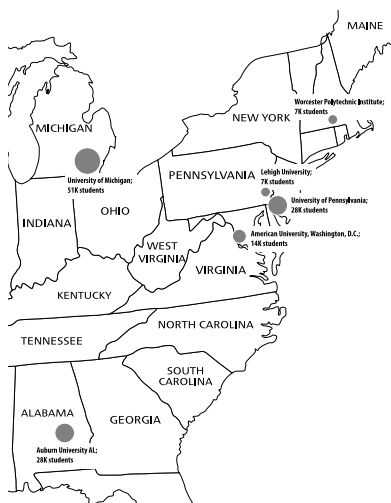 MAINE
Worcester Polytechnic Institute;
7K students
NEW YORK
MICHIGAN
University of Michigan;
51K students
Lehigh University;
7K students
PENNSYLVANIA
University of Pennsylvania;
28K students
OHIO
INDIANA
American University, Washington, D.C.;
14K students
WEST
VIRGINIA
VIRGINIA
KENTUCKY
NORTH CAROLINA
TENNESSEE
SOUTH
CAROLINA
ALABAMA
GEORGIA
Auburn University AL;
28K students